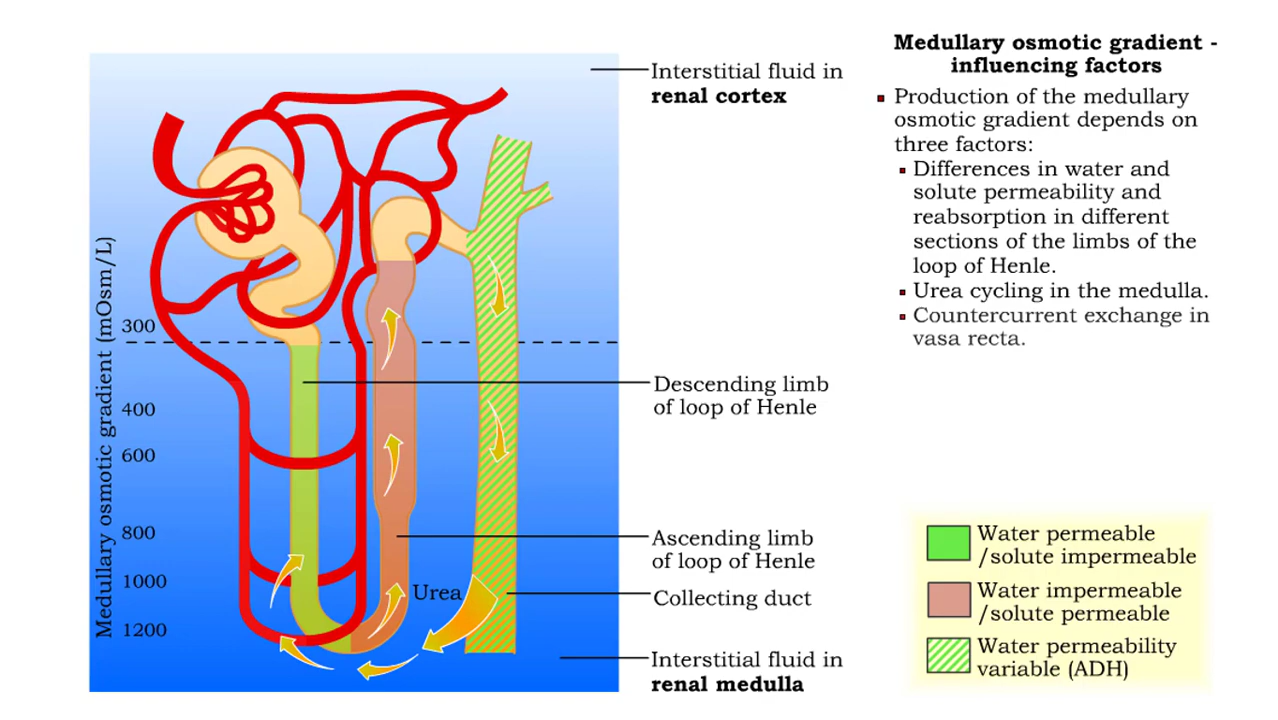 Medullary osmotic gradient -
influencing factors
Production of the medullary
osmotic gradient depends on
three factors:
Differences in water and
solute permeability and
reabsorption in different
sections of the limbs of the
loop of Henle.
Urea cycling in the medulla.
Countercurrent exchange in
vasa recta.
Interstitial fluid in
renal cortex
Medullary osmotic gradient (mOsm/L)
300
400
600
800
1000
1200
Descending limb
of loop of Henle
Ascending limb
of loop of Henle
Urea
Collecting duct
Interstitial fluid in
renal medulla
Water permeable
/solute impermeable
Water impermeable
/solute permeable
Water permeability
variable (ADH)